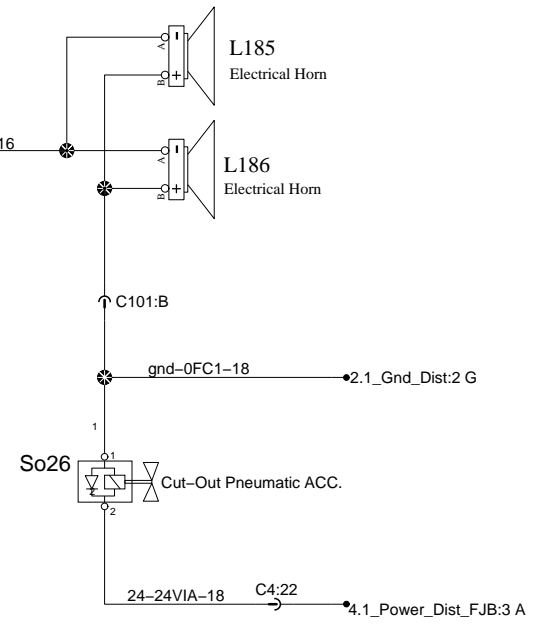 A
-
L185
B
+
Electrical Horn
16
A
-
L186
B
+
Electrical Horn
C101:B
gnd-0FC1-18
2.1_Gnd_Dist:2 G
1
1
So26
Cut-Out Pneumatic ACC.
2
24-24VIA-18
C4:22
4.1_Power_Dist_FJB:3 A